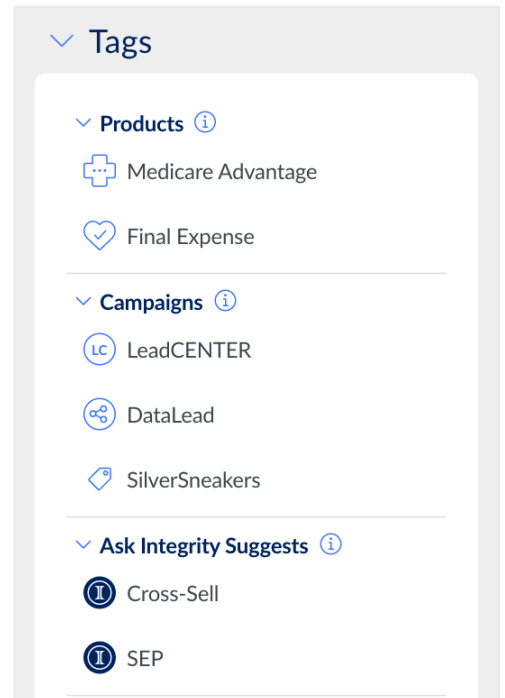 Tags
Products
Medicare Advantage
Final Expense
Campaigns
LC LeadCENTER
DataLead
SilverSneakers
Ask Integrity Suggests
Cross-Sell
SEP